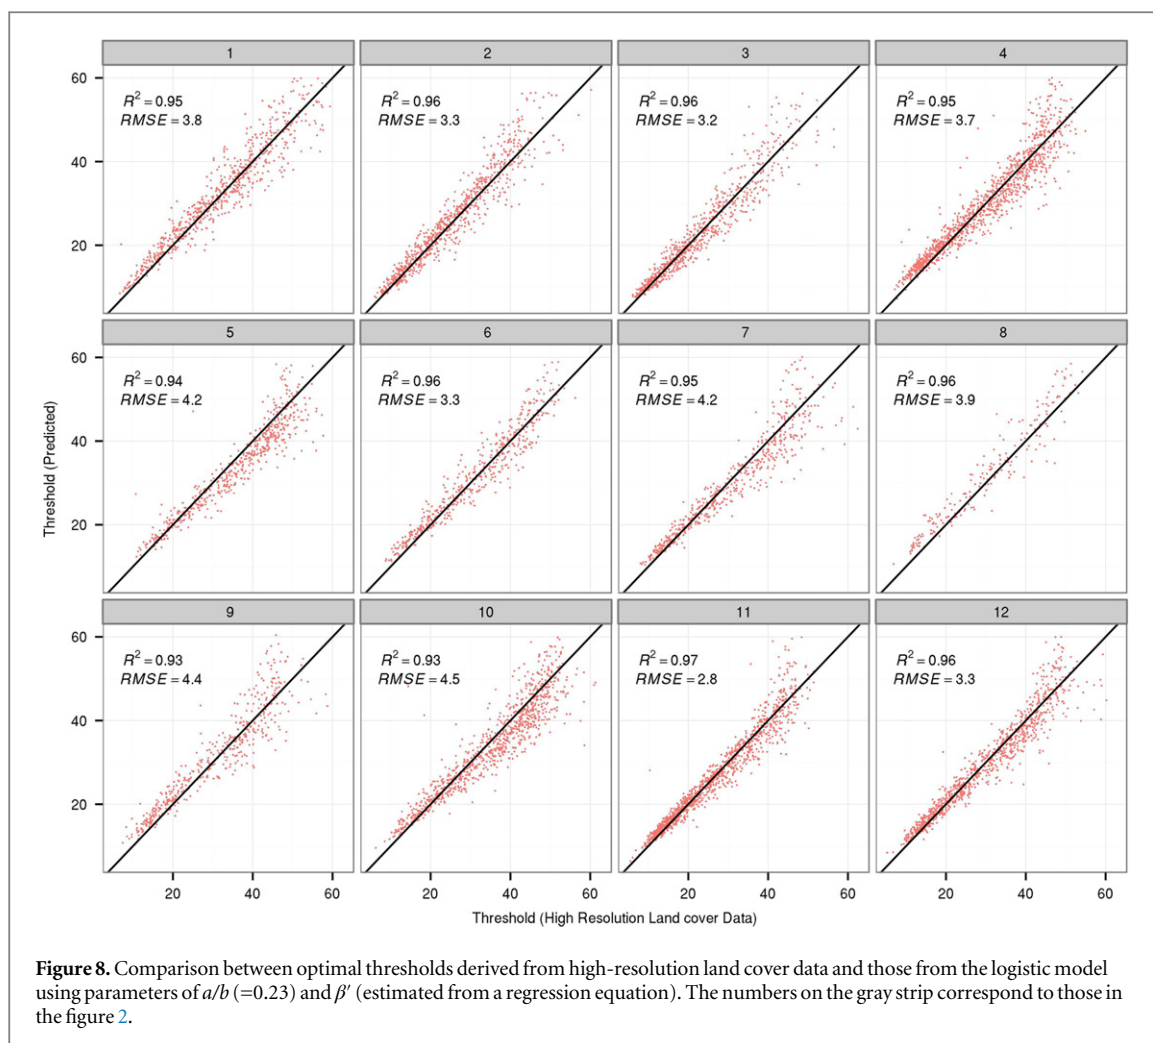 1 2 3 4
60
40
20
R² = 0.95
RMSE = 3.8
R² = 0.96
RMSE = 3.3
R² = 0.96
RMSE = 3.2
R² = 0.95
RMSE = 3.7
5 6 7 8
60
40
20
R² = 0.94
RMSE = 4.2
R² = 0.96
RMSE = 3.3
R² = 0.95
RMSE = 4.2
R² = 0.96
RMSE = 3.9
Threshold (Predicted)
9 10 11 12
60
40
20
R² = 0.93
RMSE = 4.4
R² = 0.93
RMSE = 4.5
R² = 0.97
RMSE = 2.8
R² = 0.96
RMSE = 3.3
20 40 60 20 40 60 20 40 60 20 40 60
Threshold (High Resolution Land cover Data)
Figure 8. Comparison between optimal thresholds derived from high-resolution land cover data and those from the logistic model
using parameters of a/b (=0.23) and β′ (estimated from a regression equation). The numbers on the gray strip correspond to those in
the figure 2.